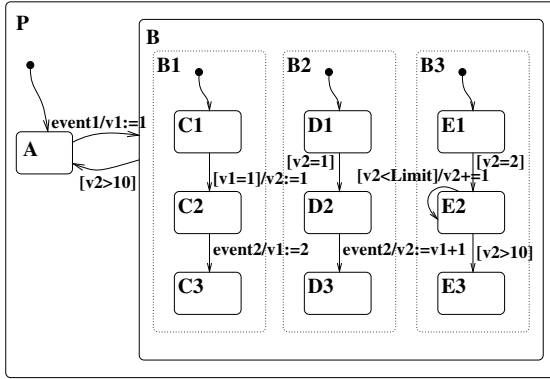 P
B
B1 B2 B3
A
event1/v1:=1
C1 D1 E1
[v2>10]
[v1=1]/v2:=1
[v2=1]
[v2=2]
[v2<Limit]/v2+=1
C2 D2 E2
event2/v1:=2
event2/v2:=v1+1
[v2>10]
C3 D3 E3